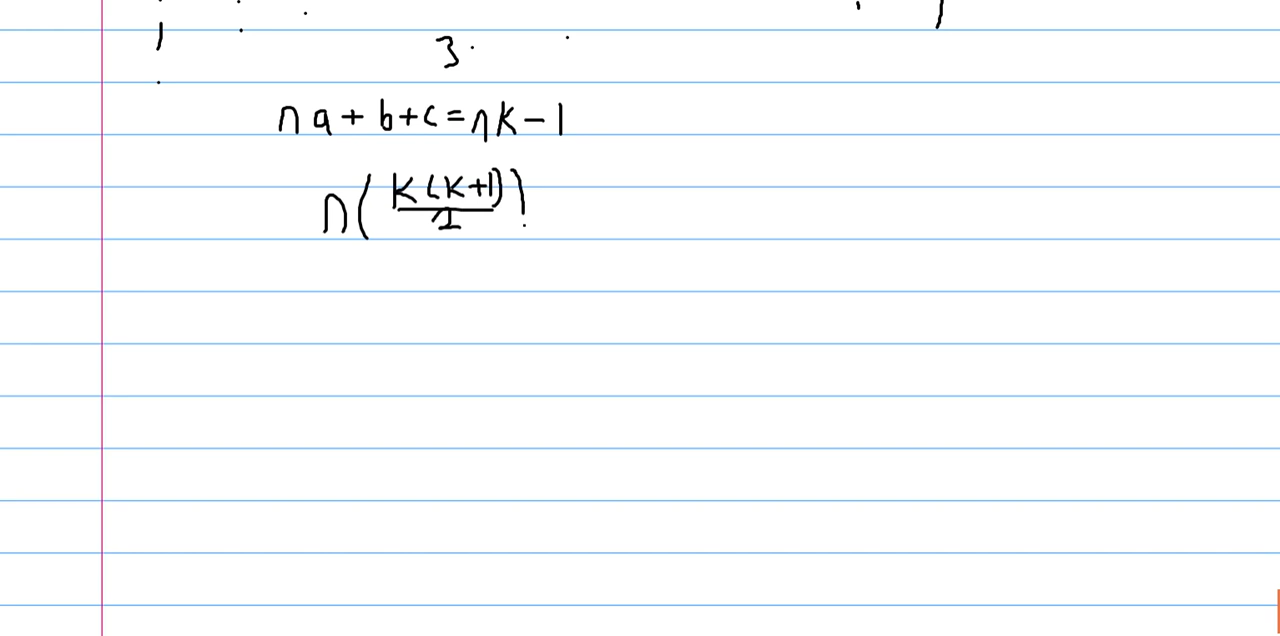 3
na + b + c = nk - 1
n(k(k+1)/2)